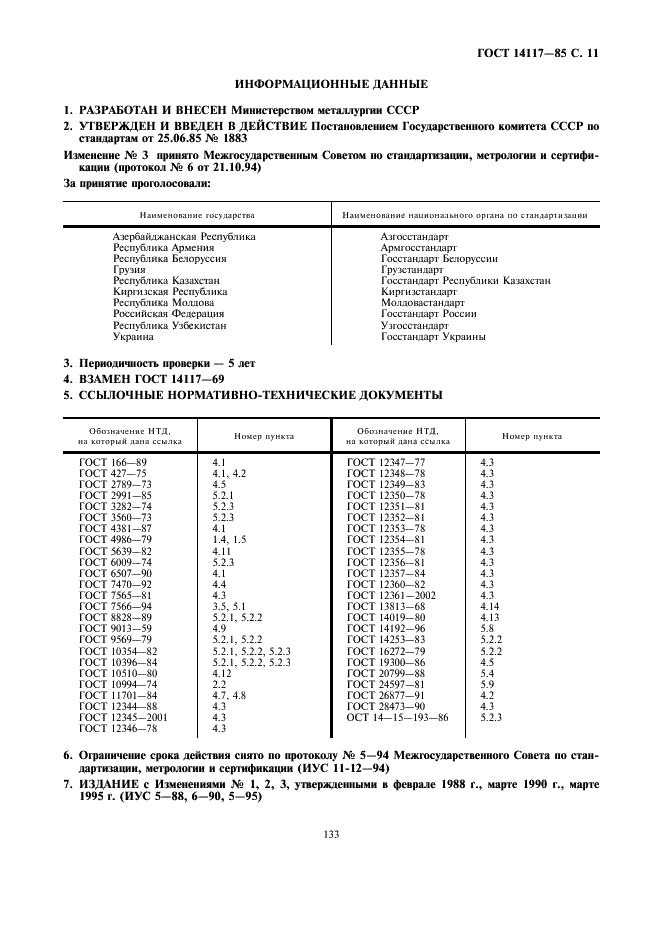 ГОСТ 14117—85 С. 11
ИНФОРМАЦИОННЫЕ ДАННЫЕ
1. РАЗРАБОТАН И ВНЕСЕН Министерством металлургии СССР
2. УТВЕРЖДЕН И ВВЕДЕН В ДЕЙСТВИЕ Постановлением Государственного комитета СССР по
стандартам от 25.06.85 № 1883
Изменение № 3 принято Межгосударственным Советом по стандартизации, метрологии и сертифи-
кации (протокол № 6 от 21.10.94)
За принятие проголосовали:
Наименование государства Наименование национального органа по стандартизации
Азербайджанская Республика Азгосстандарт
Республика Армения Армгосстандарт
Республика Белоруссия Госстандарт Белоруссии
Грузия Грузстандарт
Республика Казахстан Госстандарт Республики Казахстан
Киргизская Республика Киргизстандарт
Республика Молдова Молдовастандарт
Российская Федерация Госстандарт России
Республика Узбекистан Узгосстандарт
Украина Госстандарт Украины
3. Периодичность проверки — 5 лет
4. ВЗАМЕН ГОСТ 14117—69
5. ССЫЛОЧНЫЕ НОРМАТИВНО-ТЕХНИЧЕСКИЕ ДОКУМЕНТЫ
Обозначение НТД, Обозначение НТД,
на который дана ссылка Номер пункта на который дана ссылка Номер пункта
ГОСТ 166—89 4.1 ГОСТ 12347—77 4.3
ГОСТ 427—75 4.1, 4.2 ГОСТ 12348—78 4.3
ГОСТ 2789—73 4.5 ГОСТ 12349—83 4.3
ГОСТ 2991—85 5.2.1 ГОСТ 12350—78 4.3
ГОСТ 3282—74 5.2.3 ГОСТ 12351—81 4.3
ГОСТ 3560—73 5.2.3 ГОСТ 12352—81 4.3
ГОСТ 4381—87 4.1 ГОСТ 12353—78 4.3
ГОСТ 4986—79 1.4, 1.5 ГОСТ 12354—81 4.3
ГОСТ 5639—82 4.11 ГОСТ 12355—78 4.3
ГОСТ 6009—74 5.2.3 ГОСТ 12356—81 4.3
ГОСТ 6507—90 4.1 ГОСТ 12357—84 4.3
ГОСТ 7470—92 4.4 ГОСТ 12360—82 4.3
ГОСТ 7565—81 4.3 ГОСТ 12361—2002 4.3
ГОСТ 7566—94 3.5, 5.1 ГОСТ 13813—68 4.14
ГОСТ 8828—89 5.2.1, 5.2.2 ГОСТ 14019—80 4.13
ГОСТ 9013—59 4.9 ГОСТ 14192—96 5.8
ГОСТ 9569—79 5.2.1, 5.2.2 ГОСТ 14253—83 5.2.2
ГОСТ 10354—82 5.2.1, 5.2.2, 5.2.3 ГОСТ 16272—79 5.2.2
ГОСТ 10396—84 5.2.1, 5.2.2, 5.2.3 ГОСТ 19300—86 4.5
ГОСТ 10510—80 4.12 ГОСТ 20799—88 5.4
ГОСТ 10994—74 2.2 ГОСТ 24597—81 5.9
ГОСТ 11701—84 4.7, 4.8 ГОСТ 26877—91 4.2
ГОСТ 12344—88 4.3 ГОСТ 28473—90 4.3
ГОСТ 12345—2001 4.3 ОСТ 14—15—193—86 5.2.3
ГОСТ 12346—78 4.3
6. Ограничение срока действия снято по протоколу № 5—94 Межгосударственного Совета по стан-
дартизации, метрологии и сертификации (ИУС 11-12—94)
7. ИЗДАНИЕ с Изменениями № 1, 2, 3, утвержденными в феврале 1988 г., марте 1990 г., марте
1995 г. (ИУС 5—88, 6—90, 5—95)
133